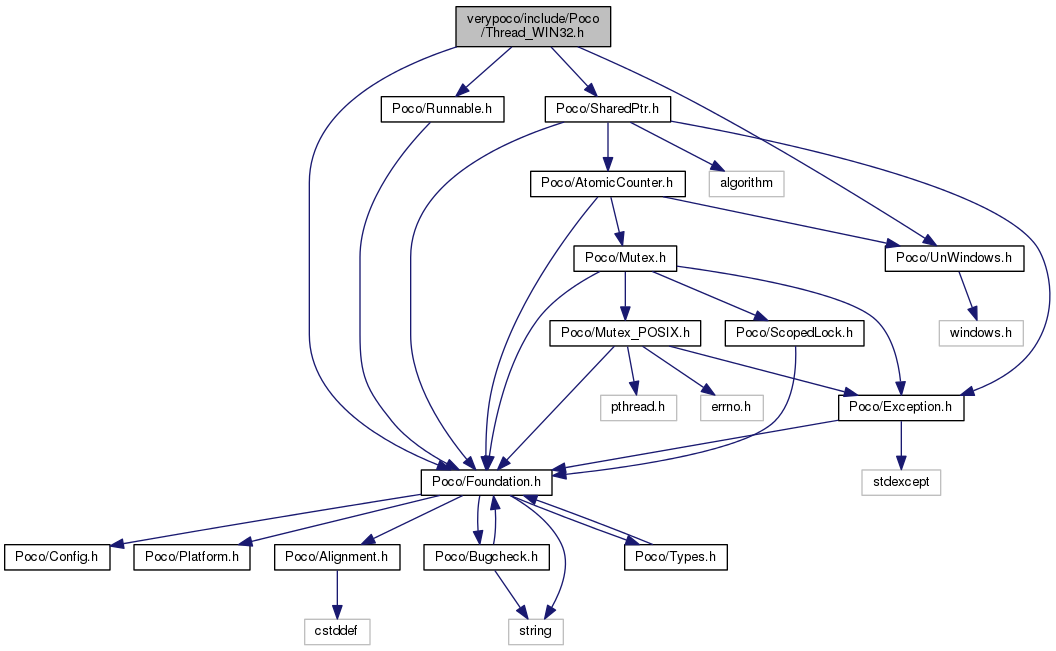 verypoco/include/Poco
/Thread_WIN32.h
Poco/Runnable.h
Poco/SharedPtr.h
Poco/AtomicCounter.h
algorithm
Poco/Mutex.h
Poco/UnWindows.h
Poco/Mutex_POSIX.h
Poco/ScopedLock.h
windows.h
pthread.h
errno.h
Poco/Exception.h
Poco/Foundation.h
stdexcept
Poco/Config.h
Poco/Platform.h
Poco/Alignment.h
Poco/Bugcheck.h
Poco/Types.h
cstddef
string